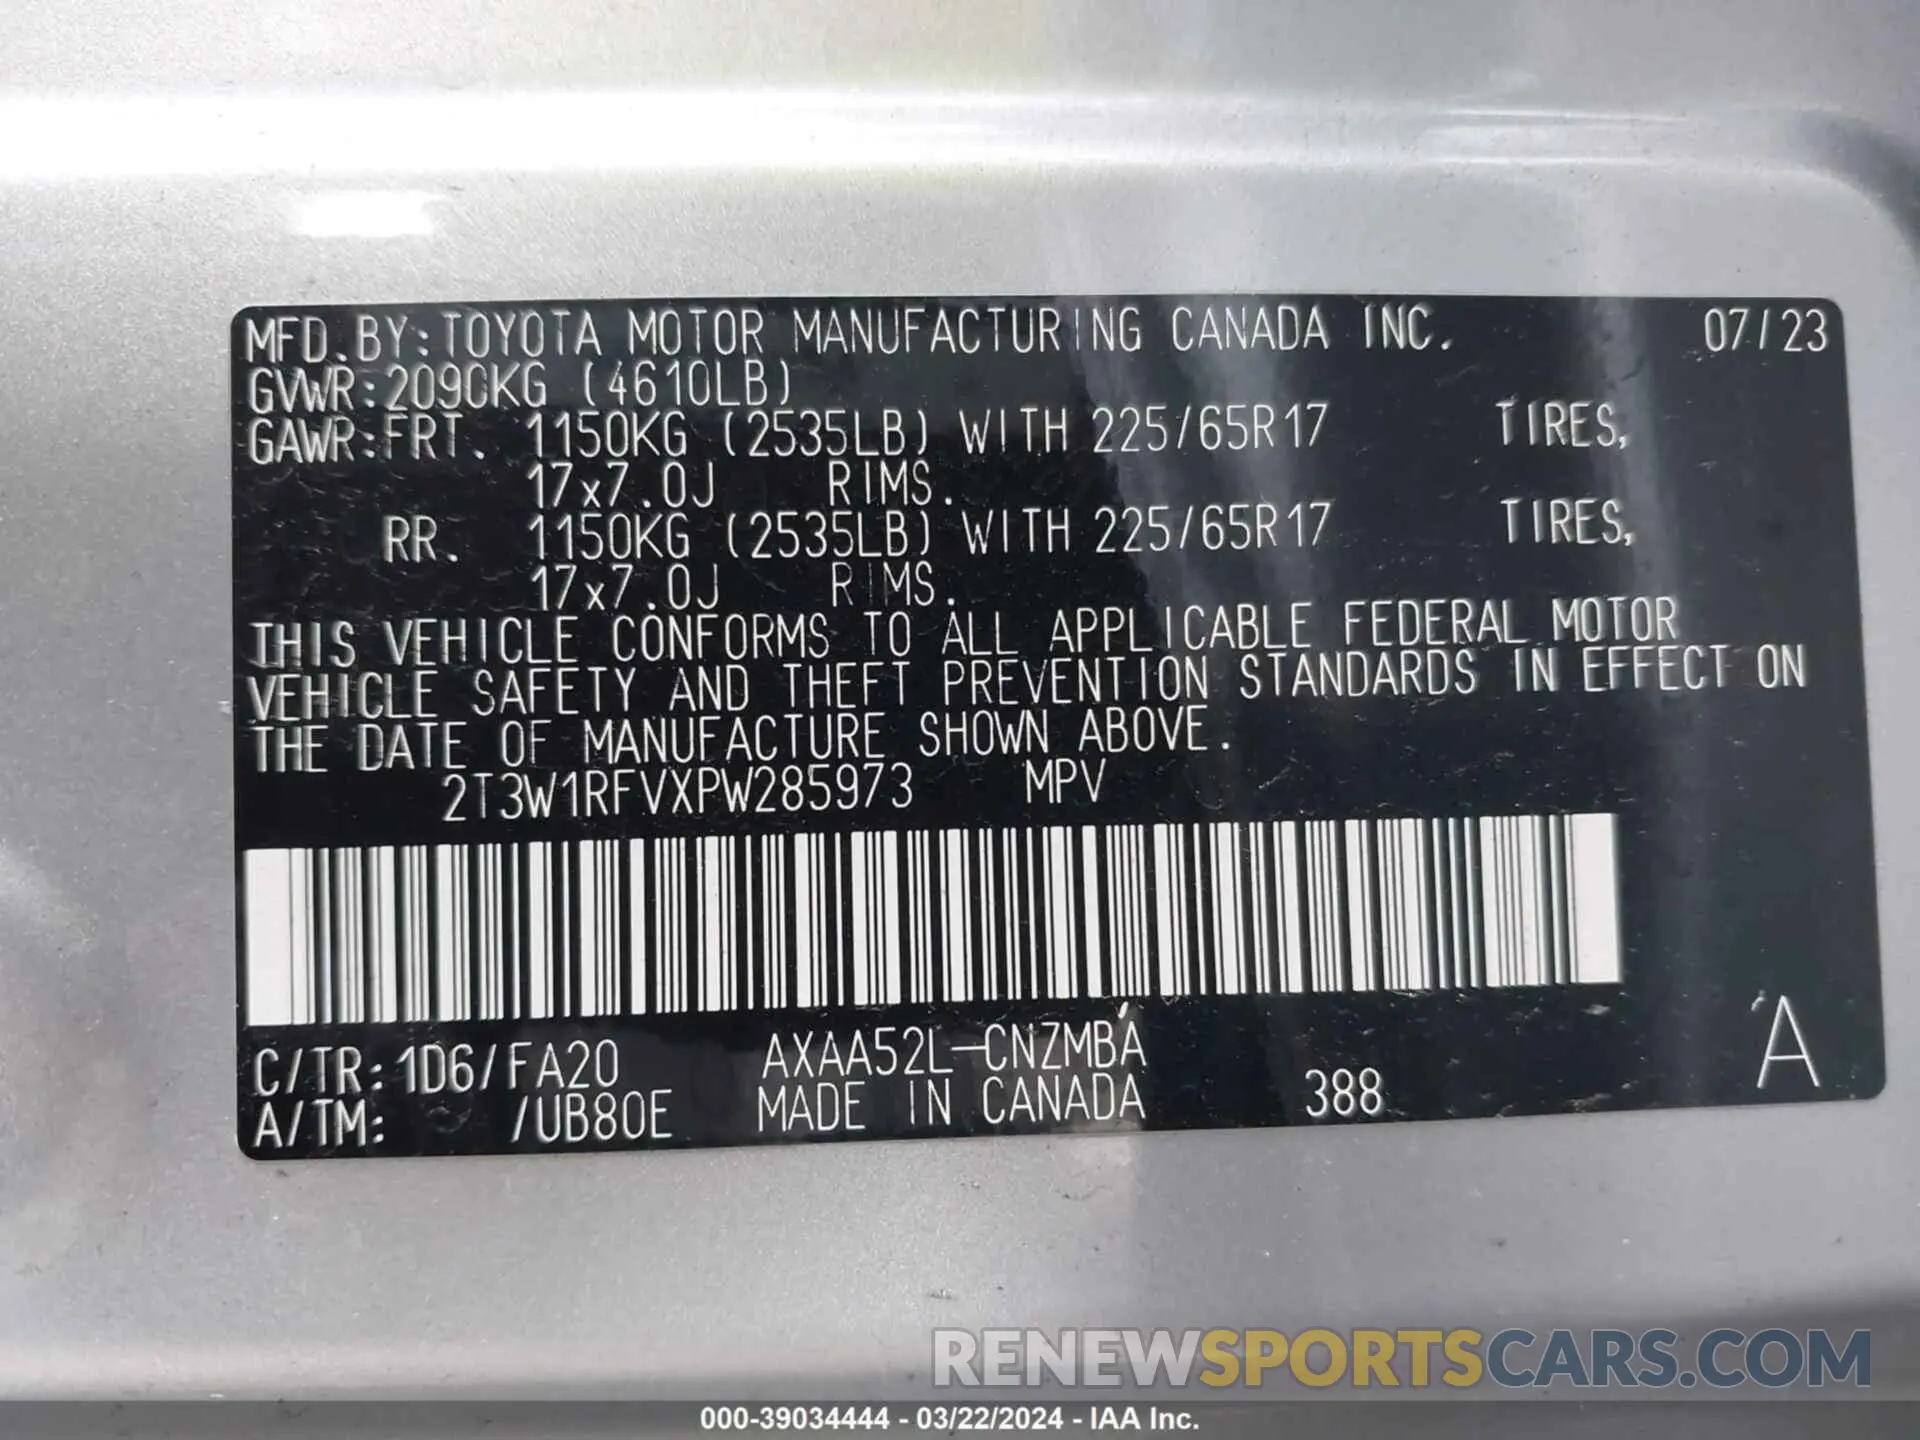 MFD. BY: TOYOTA MOTOR MANUFACTURING CANADA INC. 07/23
GVWR: 2090KG (4610LB)
GAWR: FRT. 1150KG (2535LB) WITH 225/65R17 TIRES,
17x7.0J RIMS.
RR. 1150KG (2535LB) WITH 225/65R17 TIRES,
17x7.0J RIMS.
THIS VEHICLE CONFORMS TO ALL APPLICABLE FEDERAL MOTOR
VEHICLE SAFETY AND THEFT PREVENTION STANDARDS IN EFFECT ON
THE DATE OF MANUFACTURE SHOWN ABOVE.
2T3W1RFVXPW285973 MPV
C/TR: 1D6/FA20 AXAA52L-CNZMBA A
A/TM: /UB80E MADE IN CANADA 388
RENEWSPORTSCARS.COM
000-39034444 - 03/22/2024 - IAA Inc.